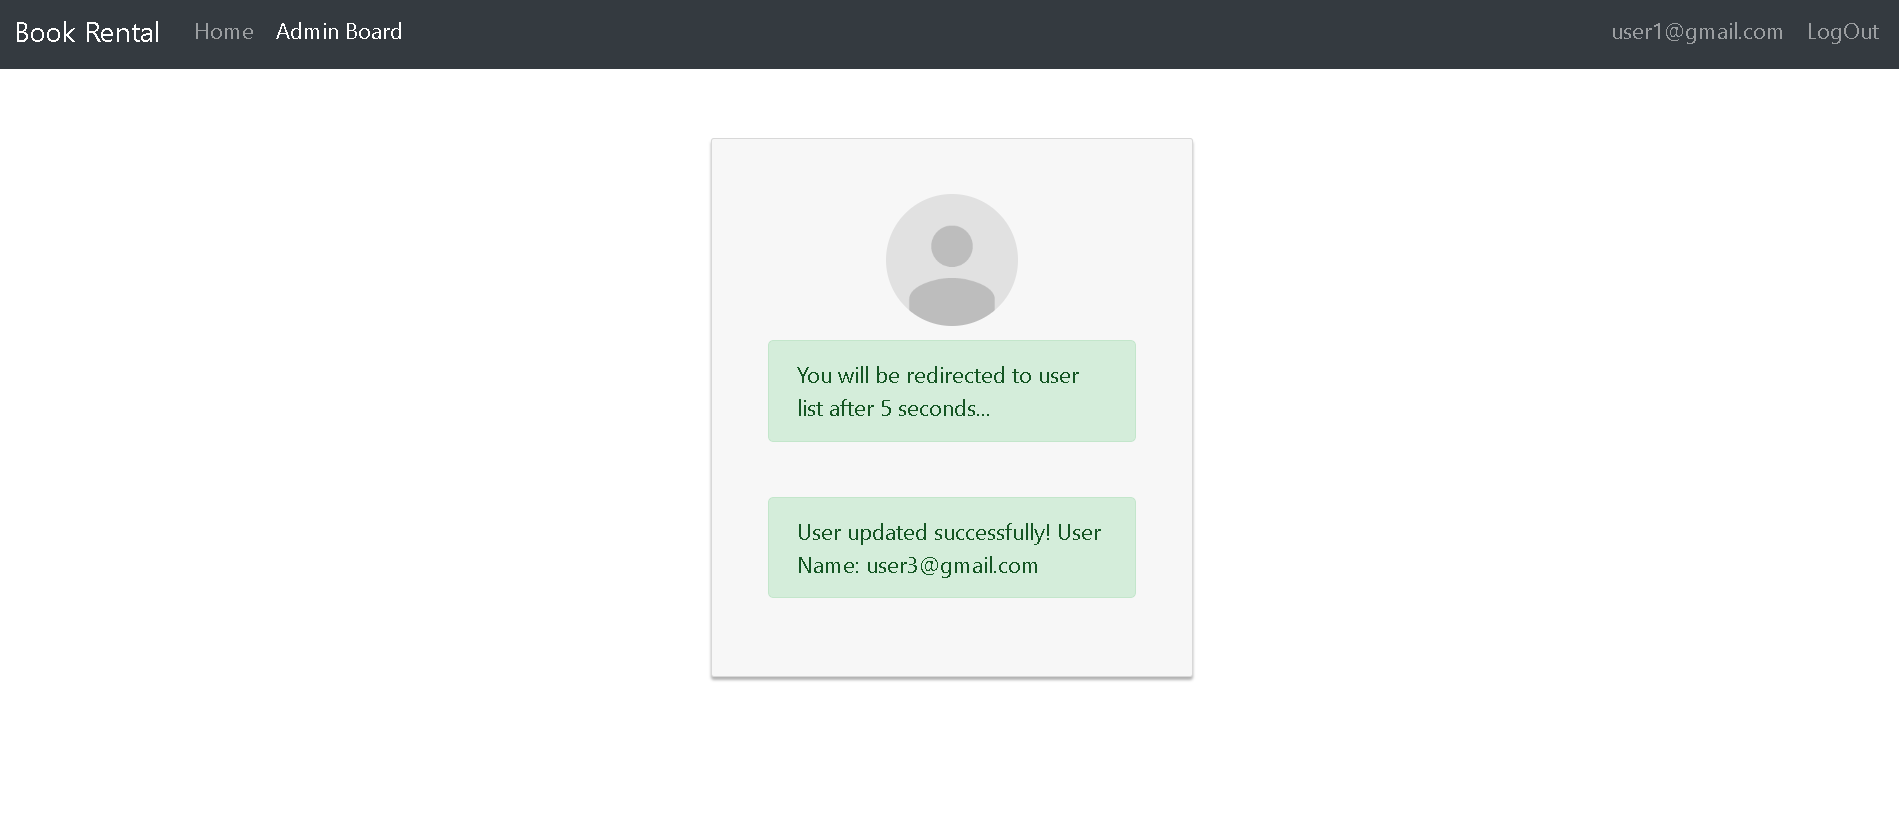 Book Rental Home Admin Board user1@gmail.com LogOut
You will be redirected to user
list after 5 seconds...
User updated successfully! User
Name: user3@gmail.com